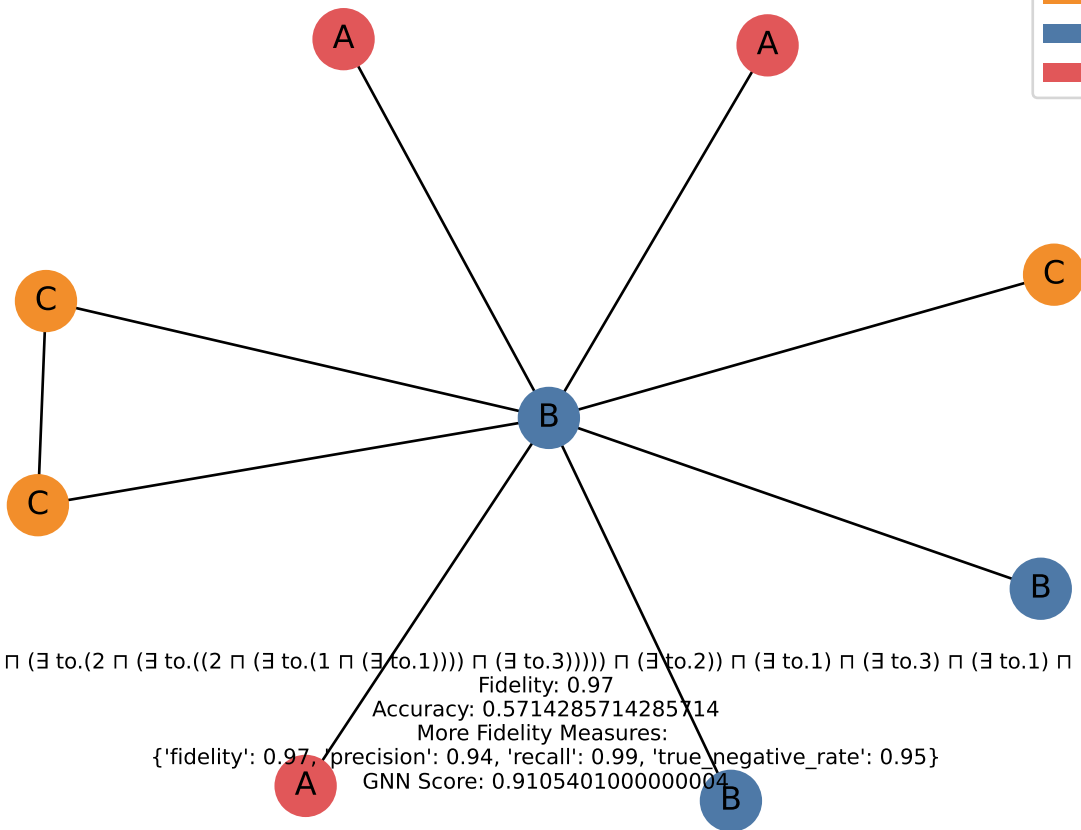 A
A
C
C
B
C
B
⊓ (∃ to.(2 ⊓ (∃ to.((2 ⊓ (∃ to.(1 ⊓ (∃ to.1)))) ⊓ (∃ to.3))))) ⊓ (∃ to.2)) ⊓ (∃ to.1) ⊓ (∃ to.3) ⊓ (∃ to.1) ⊓
Fidelity: 0.97
Accuracy: 0.5714285714285714
More Fidelity Measures:
{'fidelity': 0.97, 'precision': 0.94, 'recall': 0.99, 'true_negative_rate': 0.95}
GNN Score: 0.9105401000000004
A
B